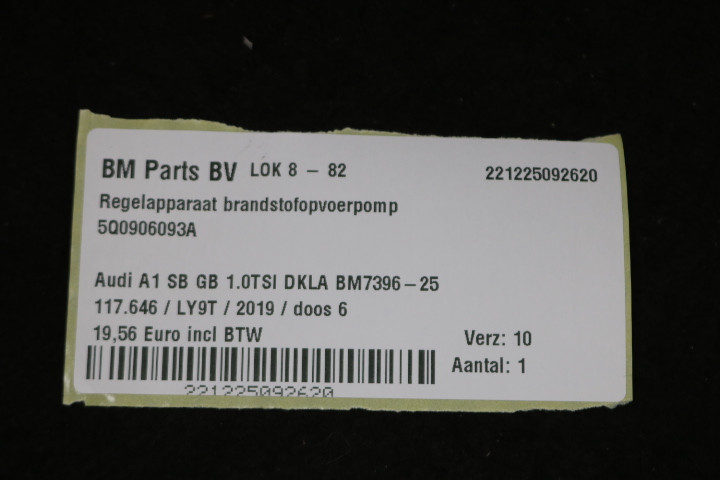 BM Parts BV LOK 8 - 82 221225092620
Regelapparaat brandstofopvoerpomp
5Q0906093A
Audi A1 SB GB 1.0TSI DKLA BM7396-25
117.646 / LY9T / 2019 / doos 6
19,56 Euro incl BTW Verz: 10
Aantal: 1
221225092620